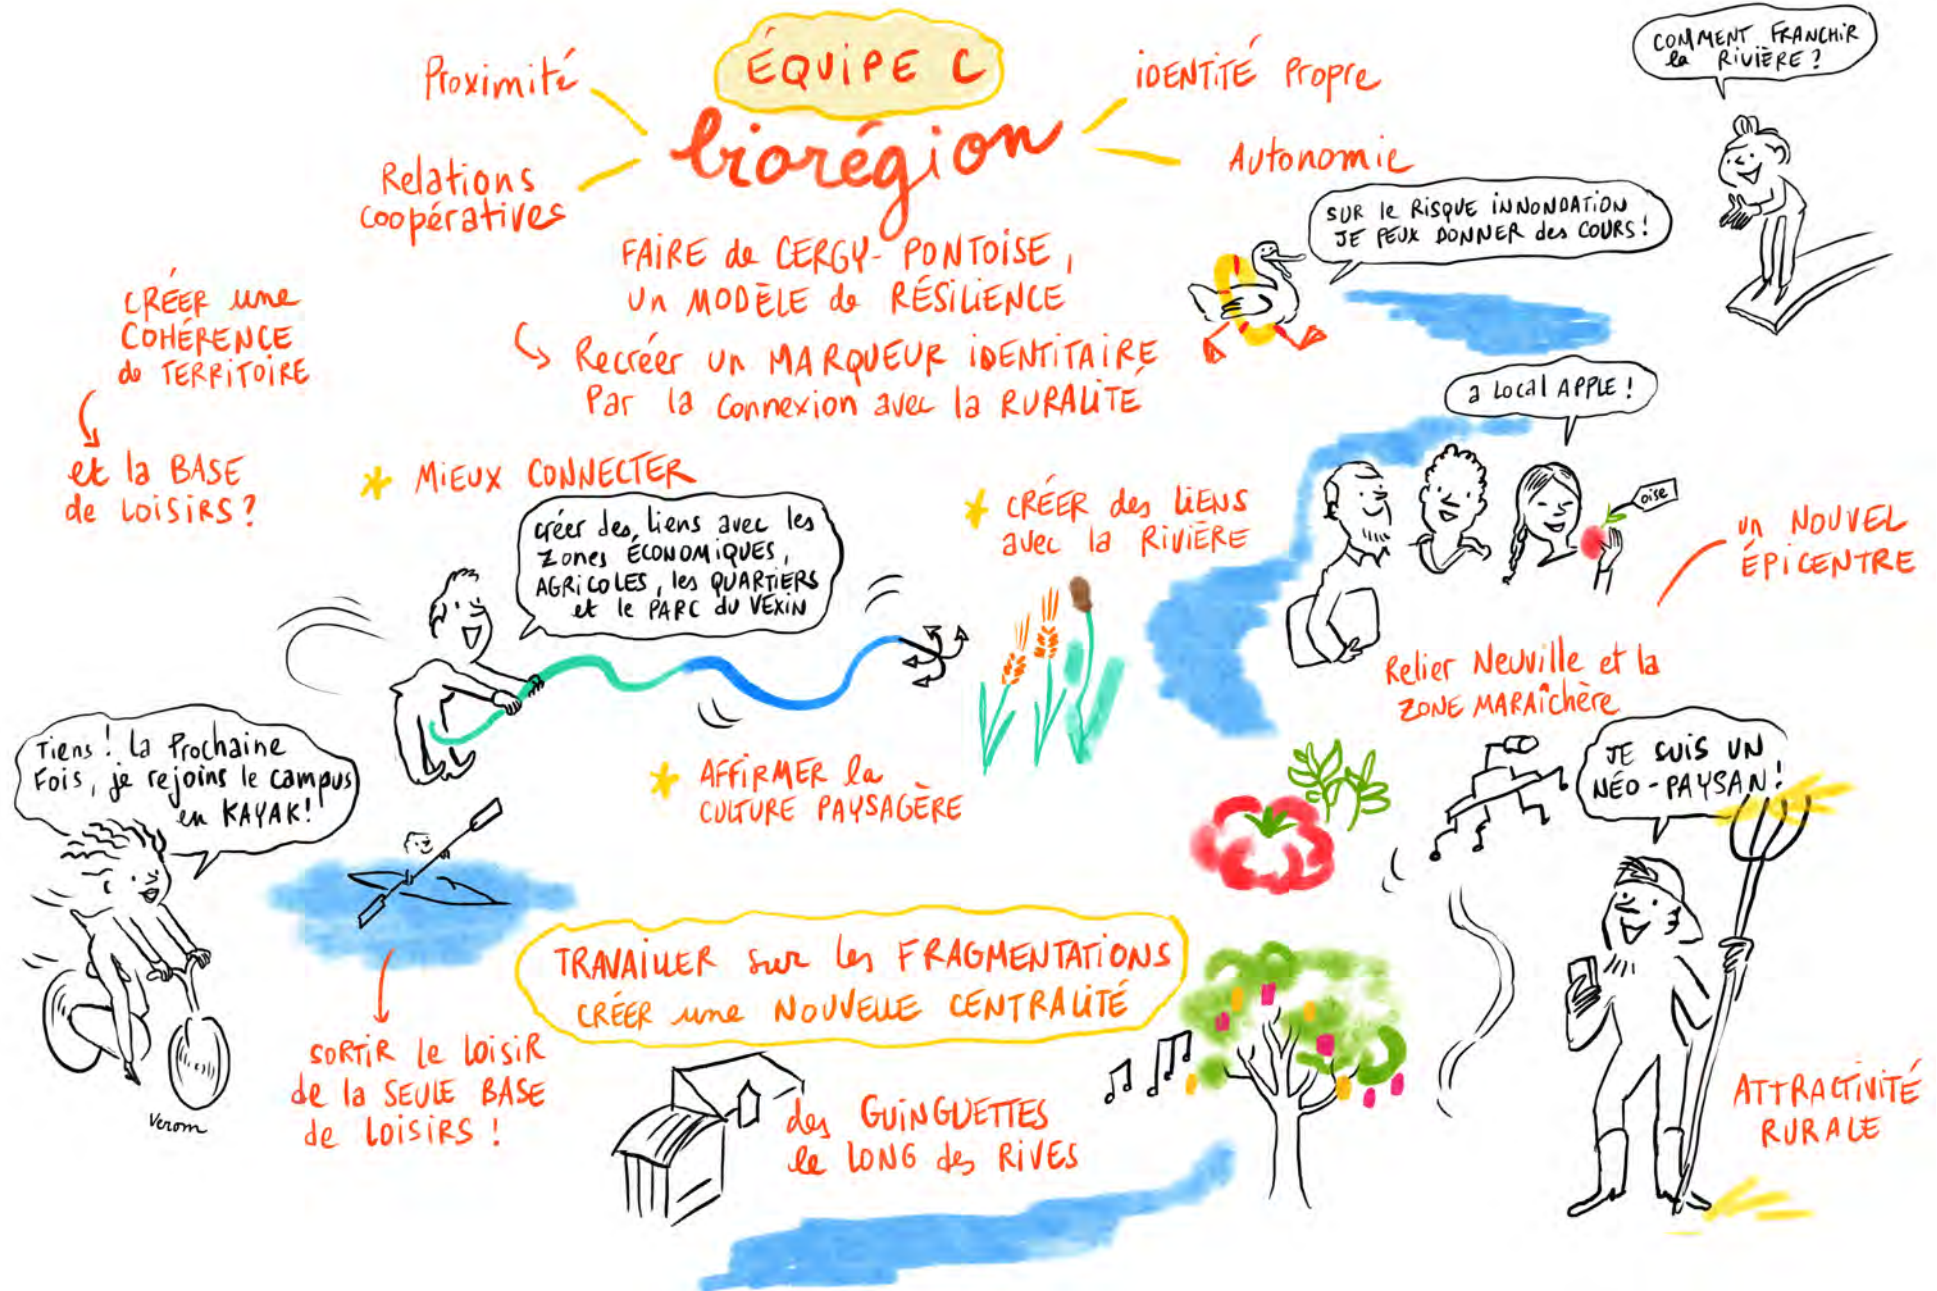 ÉQUIPE C
biorégion
Proximité
Relations
coopératives
iDENTiTÉ Propre
Autonomie
COMMENT FRANCHIR
la RIVIÈRE ?
SUR le RISQUE iNNONDATION
JE PEUX DONNER des COURS !
FAIRE de CERGY-PONTOISE,
un MODÈLE de RÉSILIENCE
Recréer un MARQUEUR iDENTITAIRE
Par la connexion avec la RURALITÉ
CRÉER une
COHÉRENCE
de TERRITOIRE
et la BASE
de LOISIRS ?
MIEUX CONNECTER
créer des liens avec les
zones ÉCONOMIQUES,
AGRICOLES, les QUARTIERS
et le PARC du VEXIN
CRÉER des LIENS
avec la RIVIÈRE
a LOCAL APPLE !
oise
un NOUVEL
ÉPICENTRE
Relier Neuville et la
ZONE MARAÎchère
Tiens ! la Prochaine
Fois, je rejoins le campus
en KAYAK !
AFFIRMER la
CULTURE PAYSAGÈRE
JE SUIS UN
NÉO-PAYSAN !
TRAVAILLER sur les FRAGMENTATIONS
CRÉER une NOUVELLE CENTRALITÉ
SORTIR le LOISIR
de la SEULE BASE
de LOISIRS !
des GUINGUETTES
le LONG des RIVES
ATTRACTIVITÉ
RURALE
Verom